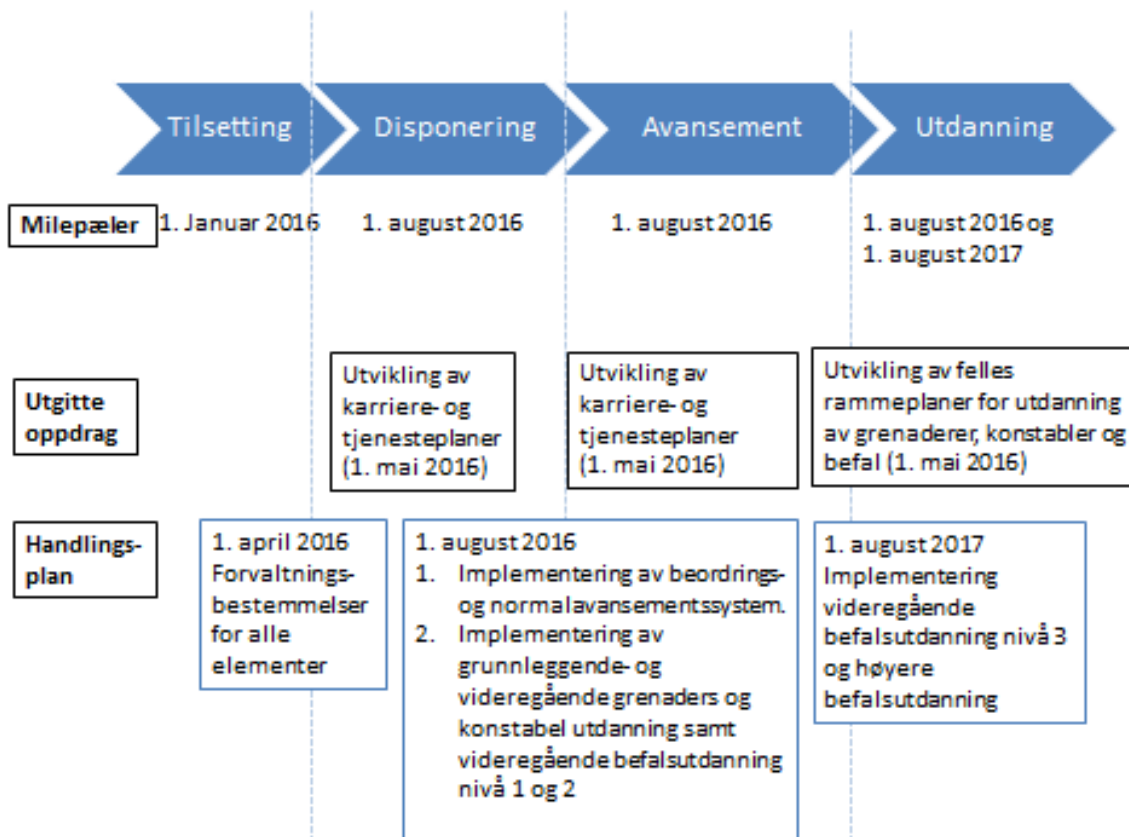 Tilsetting
Disponering
Avansement
Utdanning
Milepæler
1. Januar 2016
1. august 2016
1. august 2016
1. august 2016 og
1. august 2017
Utgitte
oppdrag
Utvikling av
karriere- og
tjenesteplaner
(1. mai 2016)
Utvikling av
karriere- og
tjenesteplaner
(1. mai 2016)
Utvikling av felles
rammeplaner for utdanning
av grenaderer, konstabler og
befal (1. mai 2016)
Handlings-
plan
1. april 2016
Forvaltnings-
bestemmelser
for alle
elementer
1. august 2016
1. Implementering av beordrings-
og normalavansementssystem.
2. Implementering av
grunnleggende- og
videregående grenaders og
konstabel utdanning samt
videregående befalsutdanning
nivå 1 og 2
1. august 2017
Implementering
videregående
befalsutdanning nivå 3
og høyere
befalsutdanning